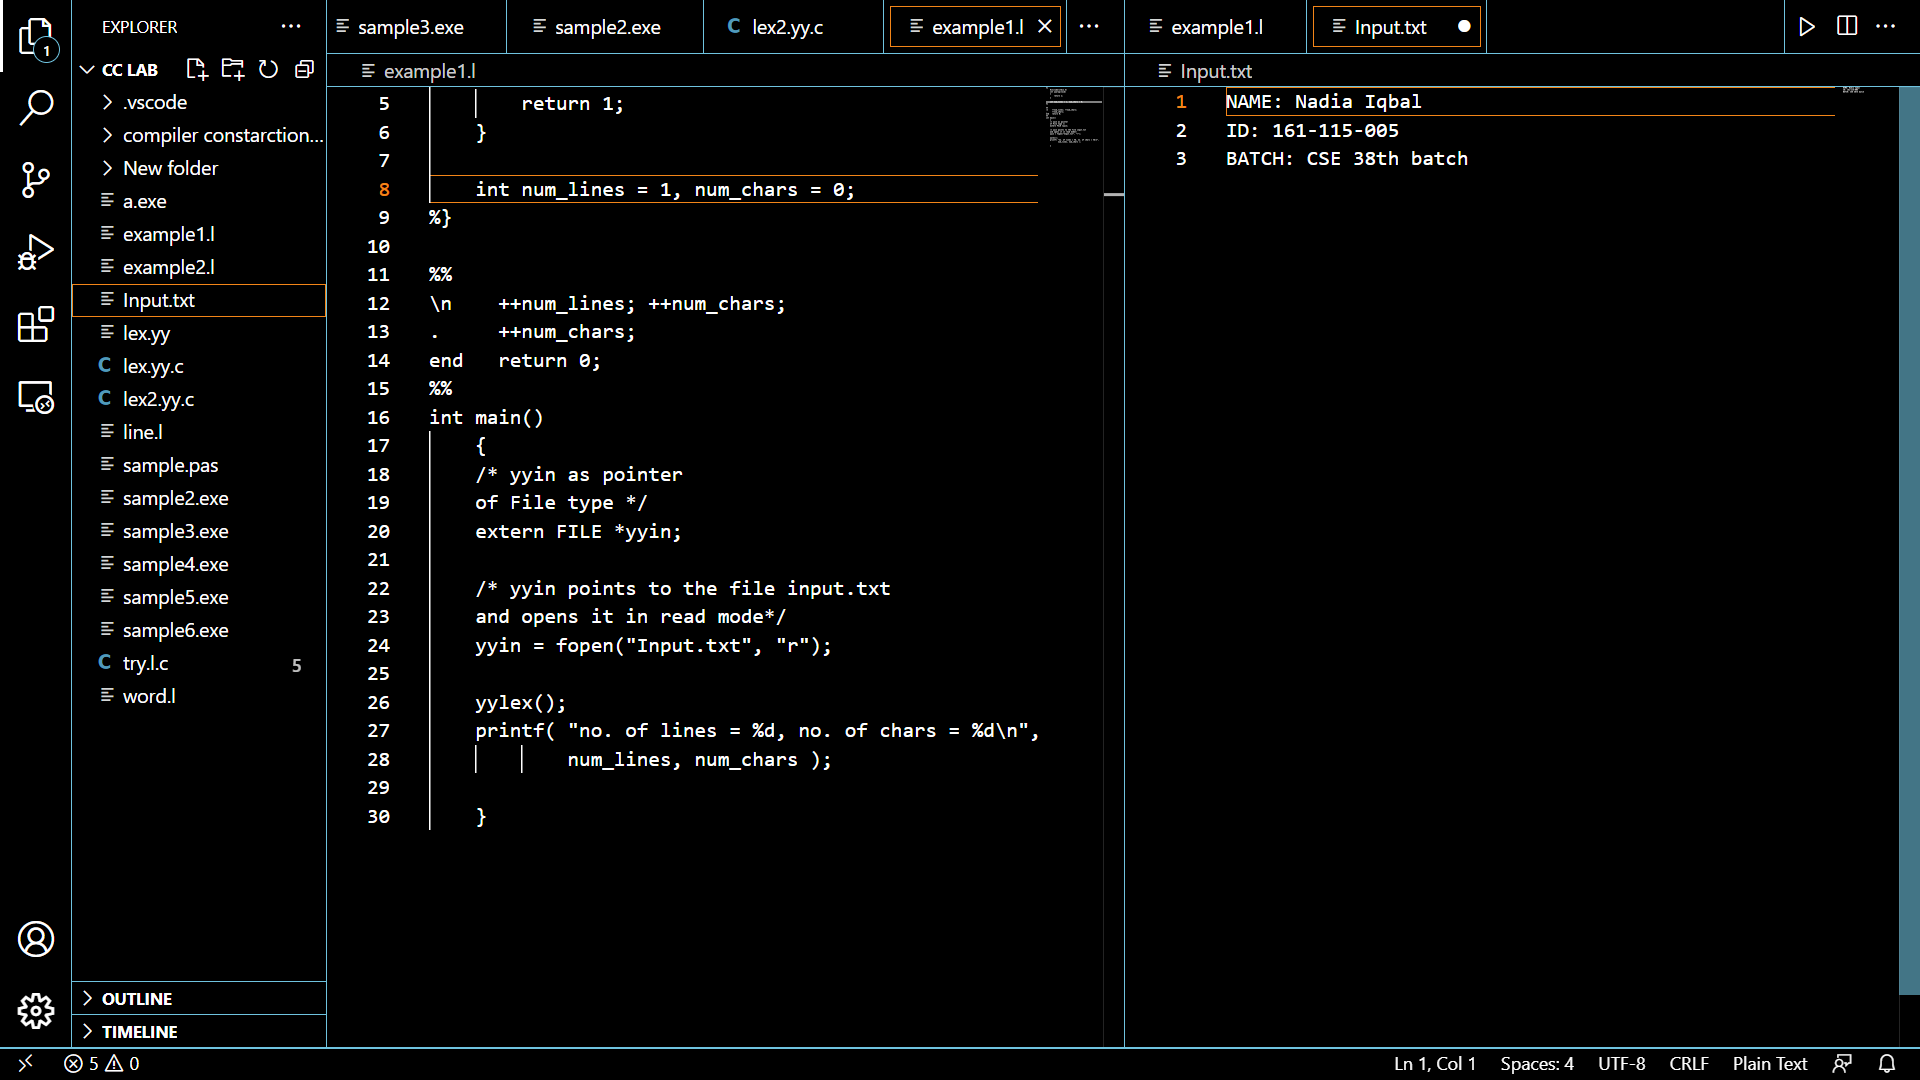 EXPLORER
CC LAB
.vscode
compiler constarction...
New folder
a.exe
example1.l
example2.l
Input.txt
lex.yy
lex.yy.c
lex2.yy.c
line.l
sample.pas
sample2.exe
sample3.exe
sample4.exe
sample5.exe
sample6.exe
try.l.c 5
word.l
OUTLINE
TIMELINE
1
sample3.exe
sample2.exe
lex2.yy.c
example1.l
example1.l
5 return 1;
6 }
7
8 int num_lines = 1, num_chars = 0;
9 %}
10
11 %%
12 \n ++num_lines; ++num_chars;
13 . ++num_chars;
14 end return 0;
15 %%
16 int main()
17 {
18 /* yyin as pointer
19 of File type */
20 extern FILE *yyin;
21
22 /* yyin points to the file input.txt
23 and opens it in read mode*/
24 yyin = fopen("Input.txt", "r");
25
26 yylex();
27 printf( "no. of lines = %d, no. of chars = %d\n",
28 num_lines, num_chars );
29
30 }
example1.l
Input.txt
Input.txt
1 NAME: Nadia Iqbal
2 ID: 161-115-005
3 BATCH: CSE 38th batch
5 0
Ln 1, Col 1
Spaces: 4
UTF-8
CRLF
Plain Text